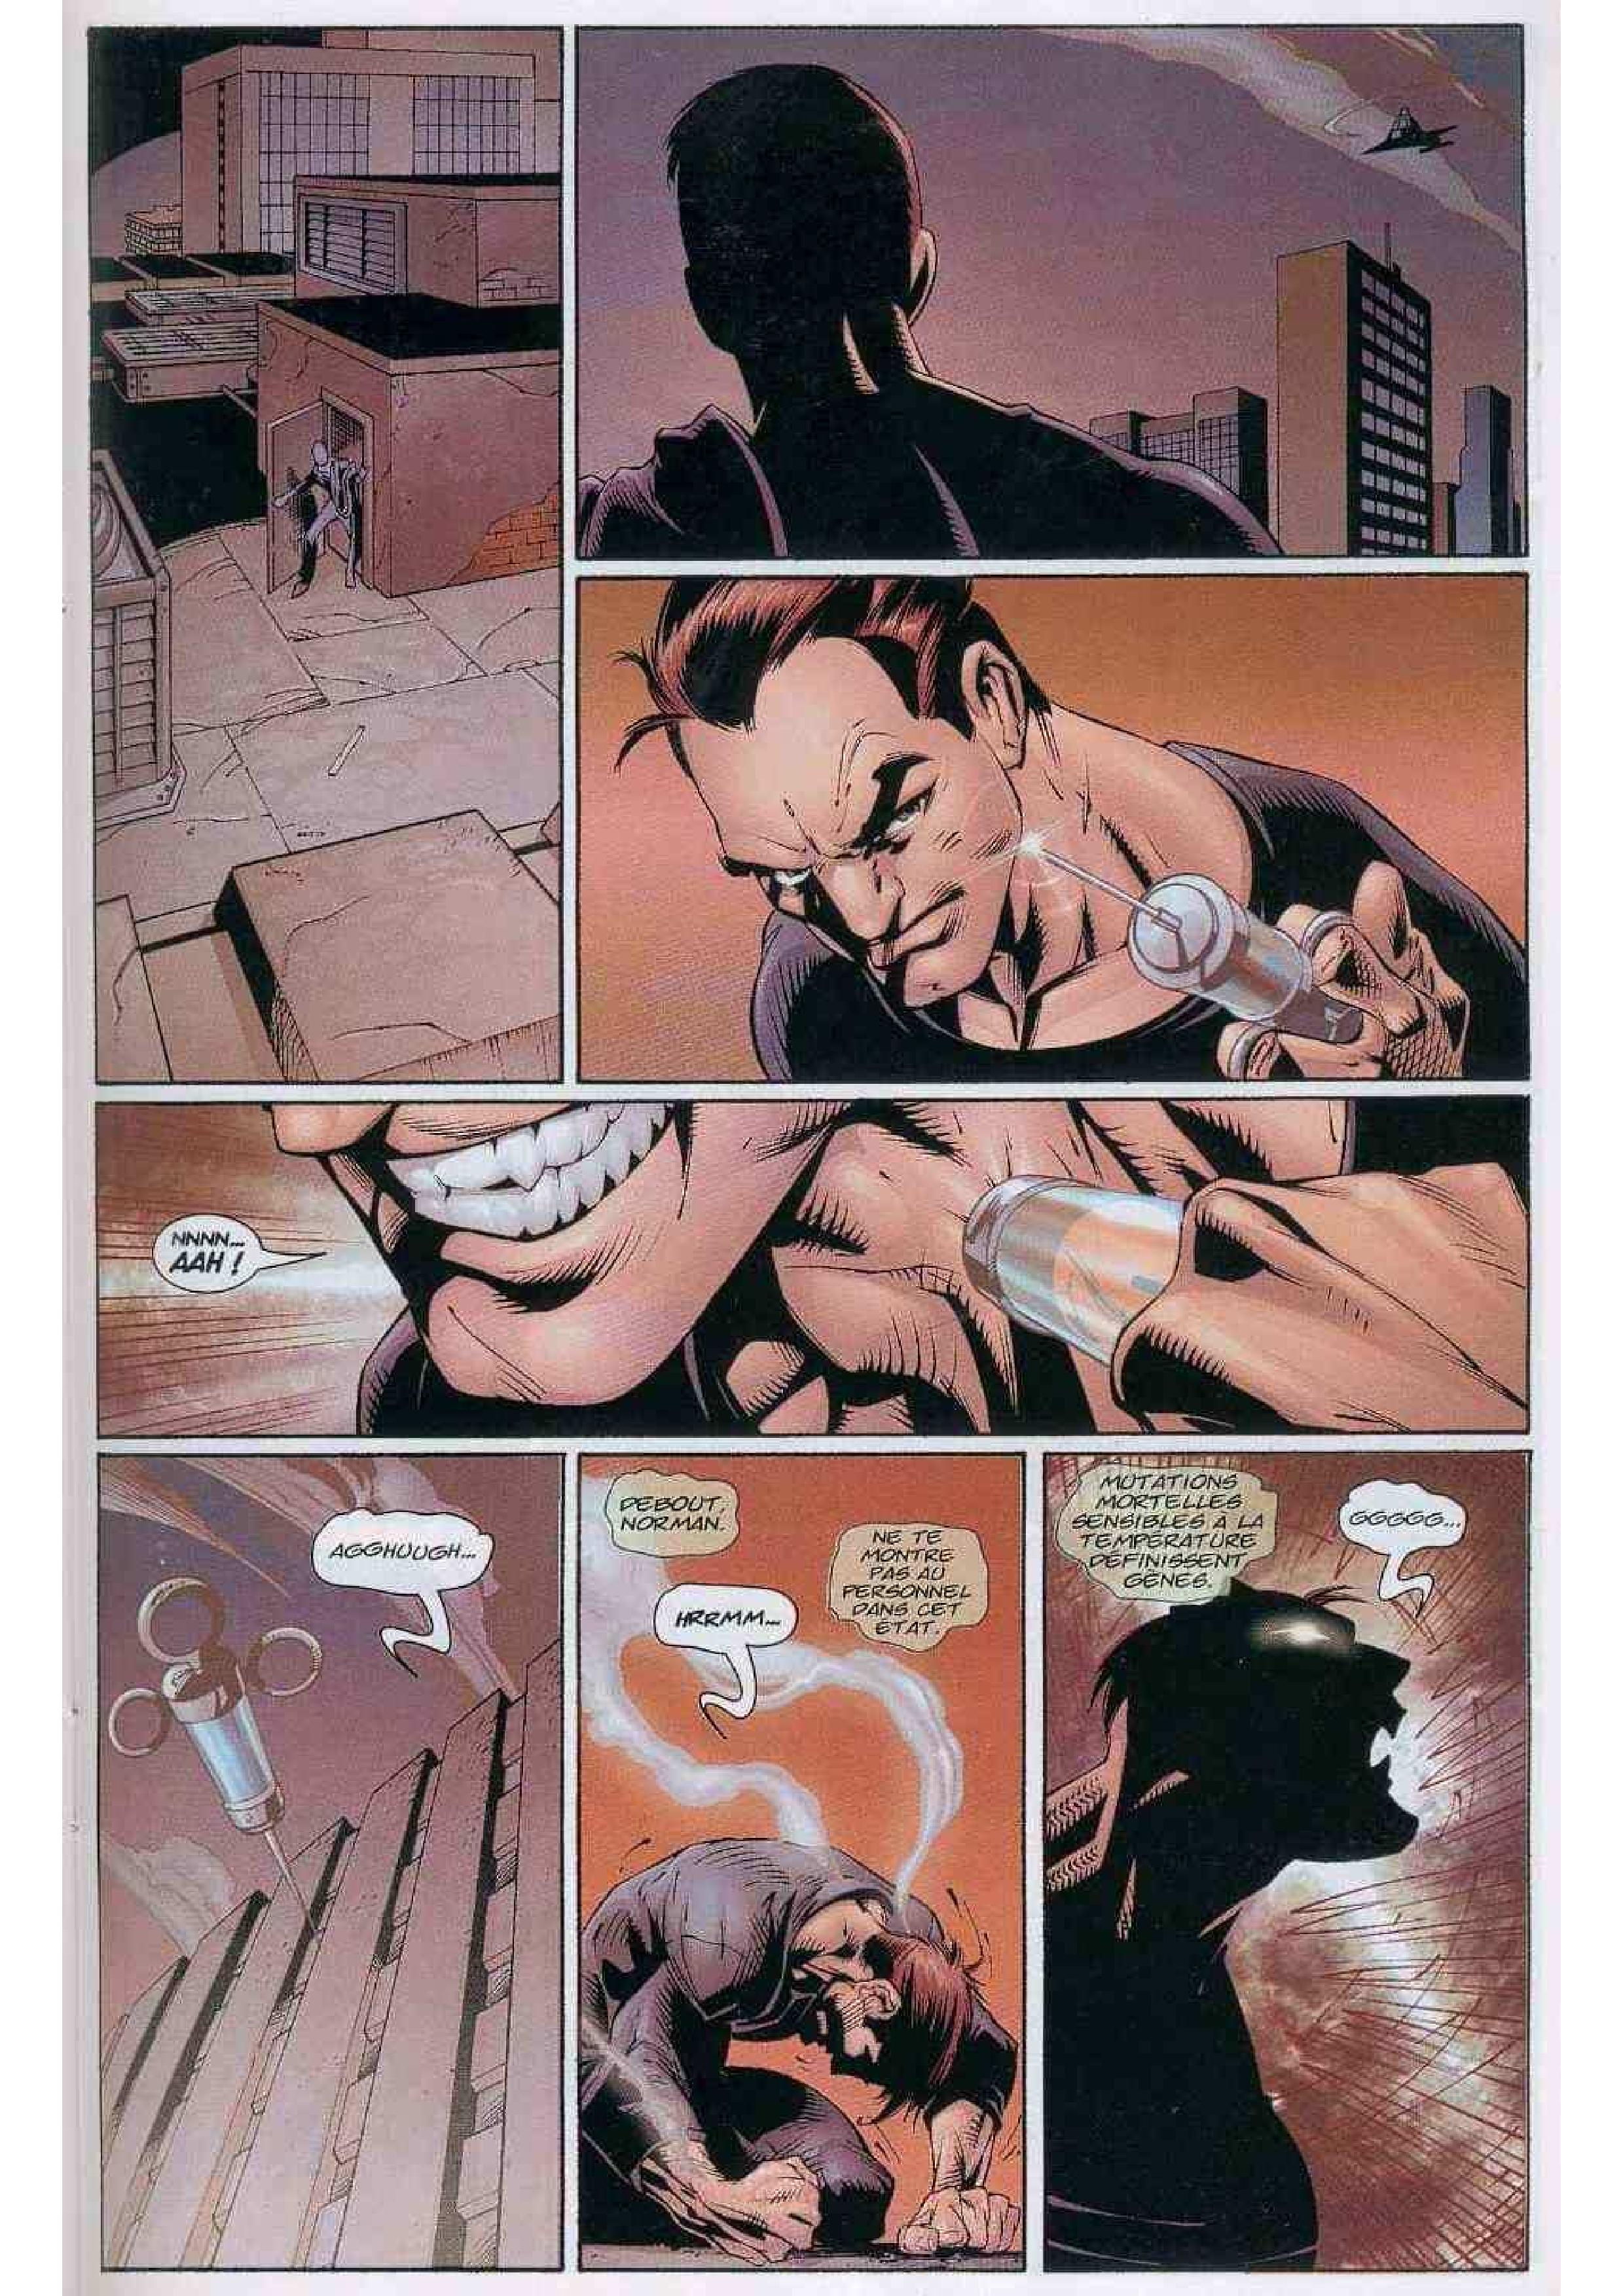 NNNN...
AAH !
AGGHUUGH...
DEBOUT,
NORMAN.
NE TE
MONTRE
PAS AU
PERSONNEL
DANS CET
ÉTAT.
HRRMM...
MUTATIONS
MORTELLES
SENSIBLES À LA
TEMPÉRATURE
DÉFINISSENT
GÈNES.
GGGGG...